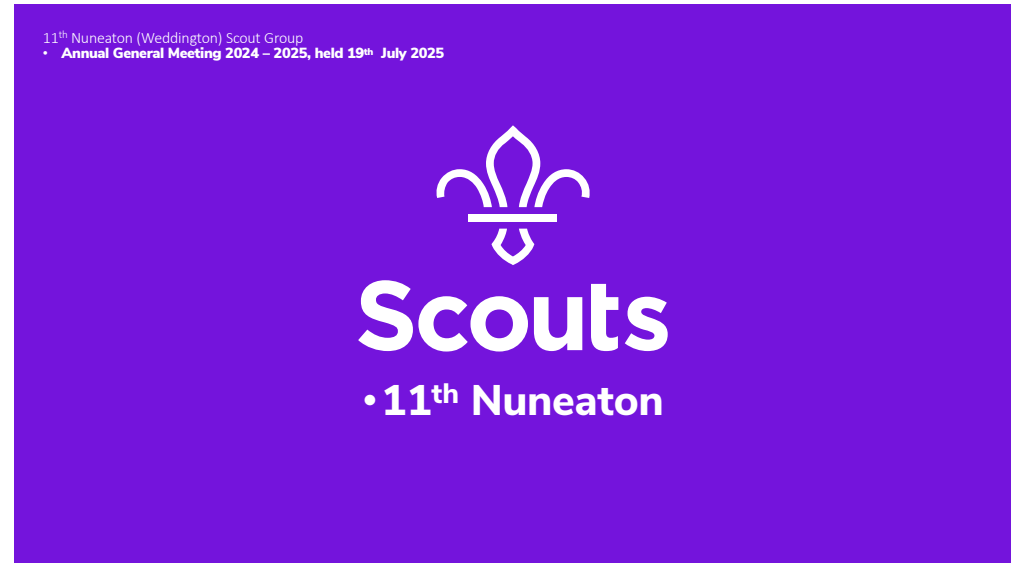 11th Nuneaton (Weddington) Scout Group
• Annual General Meeting 2024 – 2025, held 19th July 2025
Scouts
•11th Nuneaton